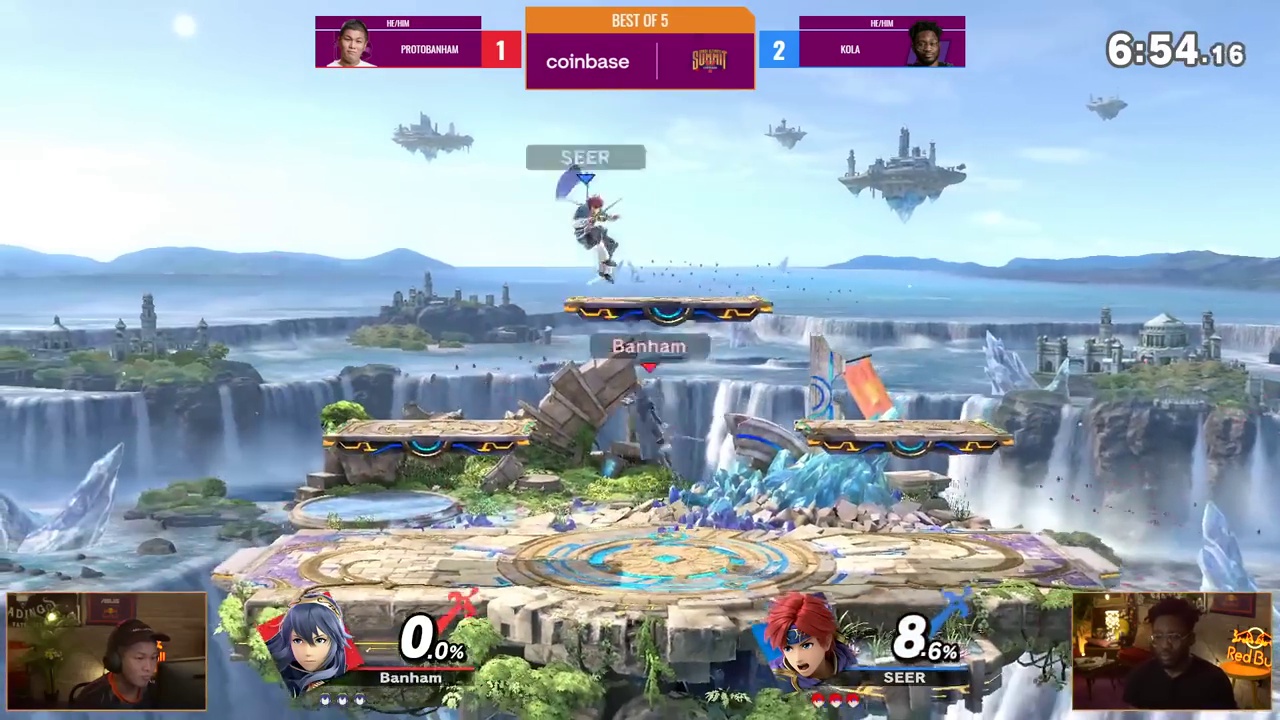 HE/HIM
PROTOBANHAM
1
BEST OF 5
coinbase
SUMMIT
2
HE/HIM
KOLA
6:54.16
SEER
Banham
0.0%
Banham
8.6%
SEER
Red Bu